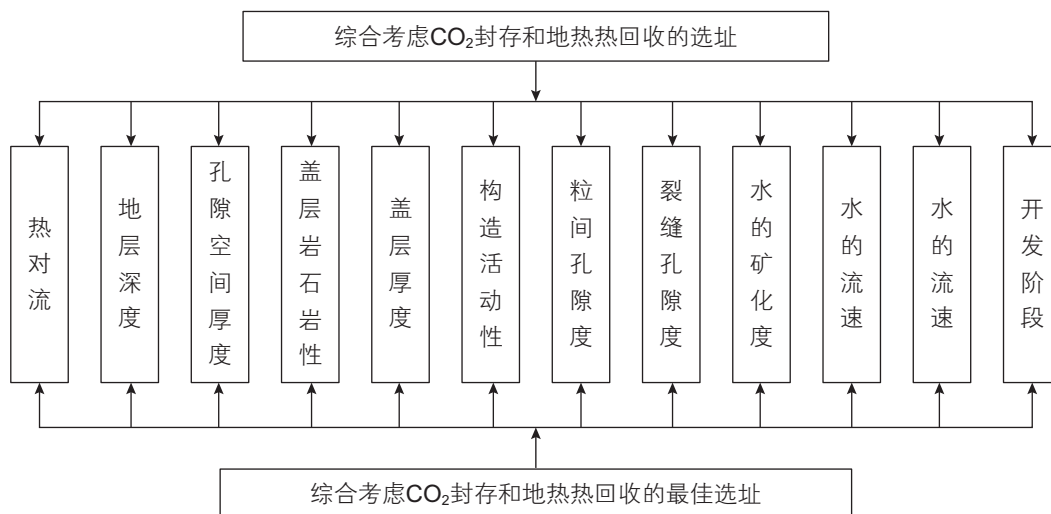 综合考虑CO₂封存和地热热回收的选址
热对流
地层深度
孔隙空间厚度
盖层岩石岩性
盖层厚度
构造活动性
粒间孔隙度
裂缝孔隙度
水的矿化度
水的流速
水的流速
开发阶段
综合考虑CO₂封存和地热热回收的最佳选址